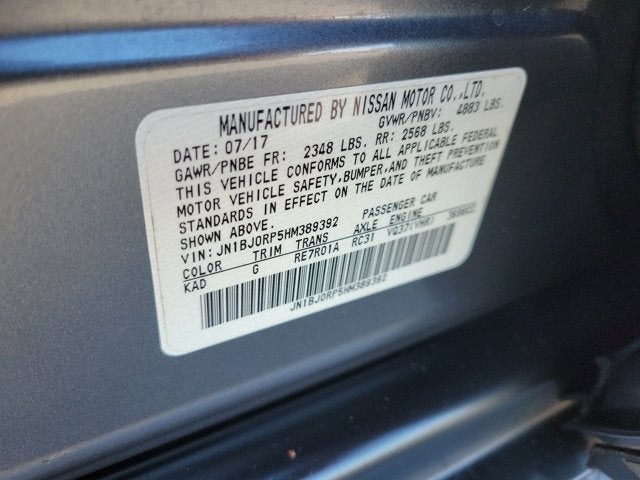 MANUFACTURED BY NISSAN MOTOR CO.,LTD.
DATE: 07/17 GVWR/PNBV: 4883 LBS.
GAWR/PNBE FR: 2348 LBS. RR: 2568 LBS.
THIS VEHICLE CONFORMS TO ALL APPLICABLE FEDERAL
MOTOR VEHICLE SAFETY,BUMPER,AND THEFT PREVENTION
STANDARDS IN EFFECT ON THE DATE OF MANUFACTURE
SHOWN ABOVE.
VIN: JN1BJ0RP5HM389392 PASSENGER CAR
COLOR TRIM TRANS AXLE ENGINE
KAD G RE7R01A RC31 VQ37(VHR)
JN1BJ0RP5HM389392